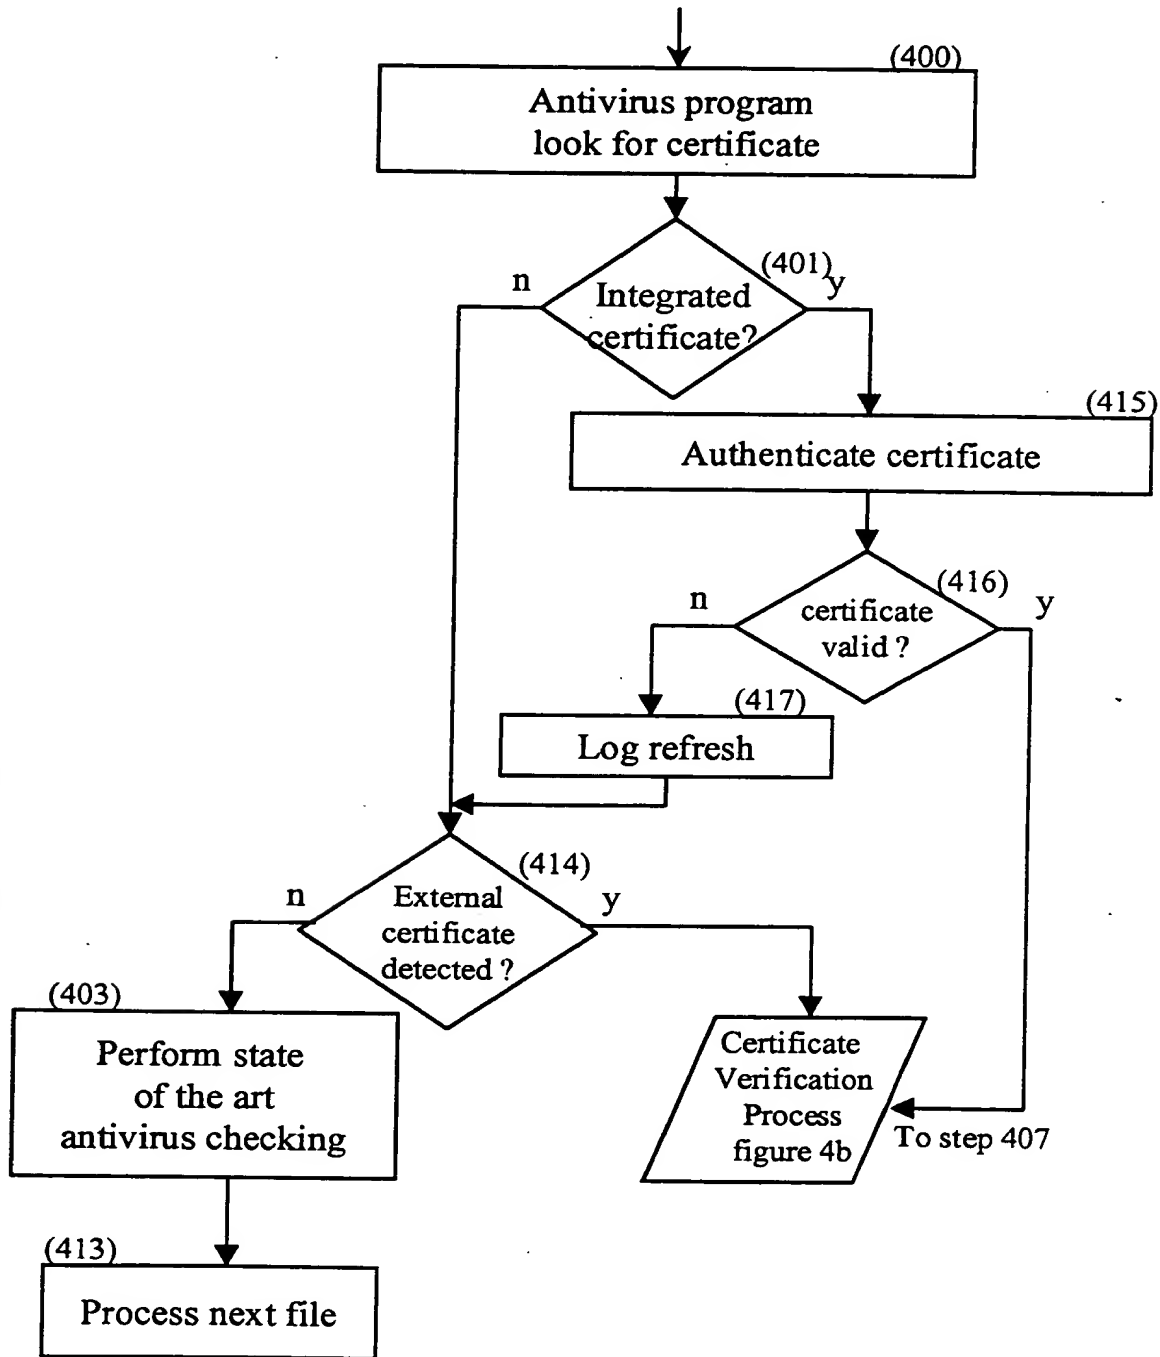 (400)
Antivirus program
look for certificate
(401)
n
y
Integrated
certificate?
(415)
Authenticate certificate
(416)
n
y
certificate
valid ?
(417)
Log refresh
(414)
n
y
External
certificate
detected ?
(403)
Perform state
of the art
antivirus checking
Certificate
Verification
Process
figure 4b
To step 407
(413)
Process next file